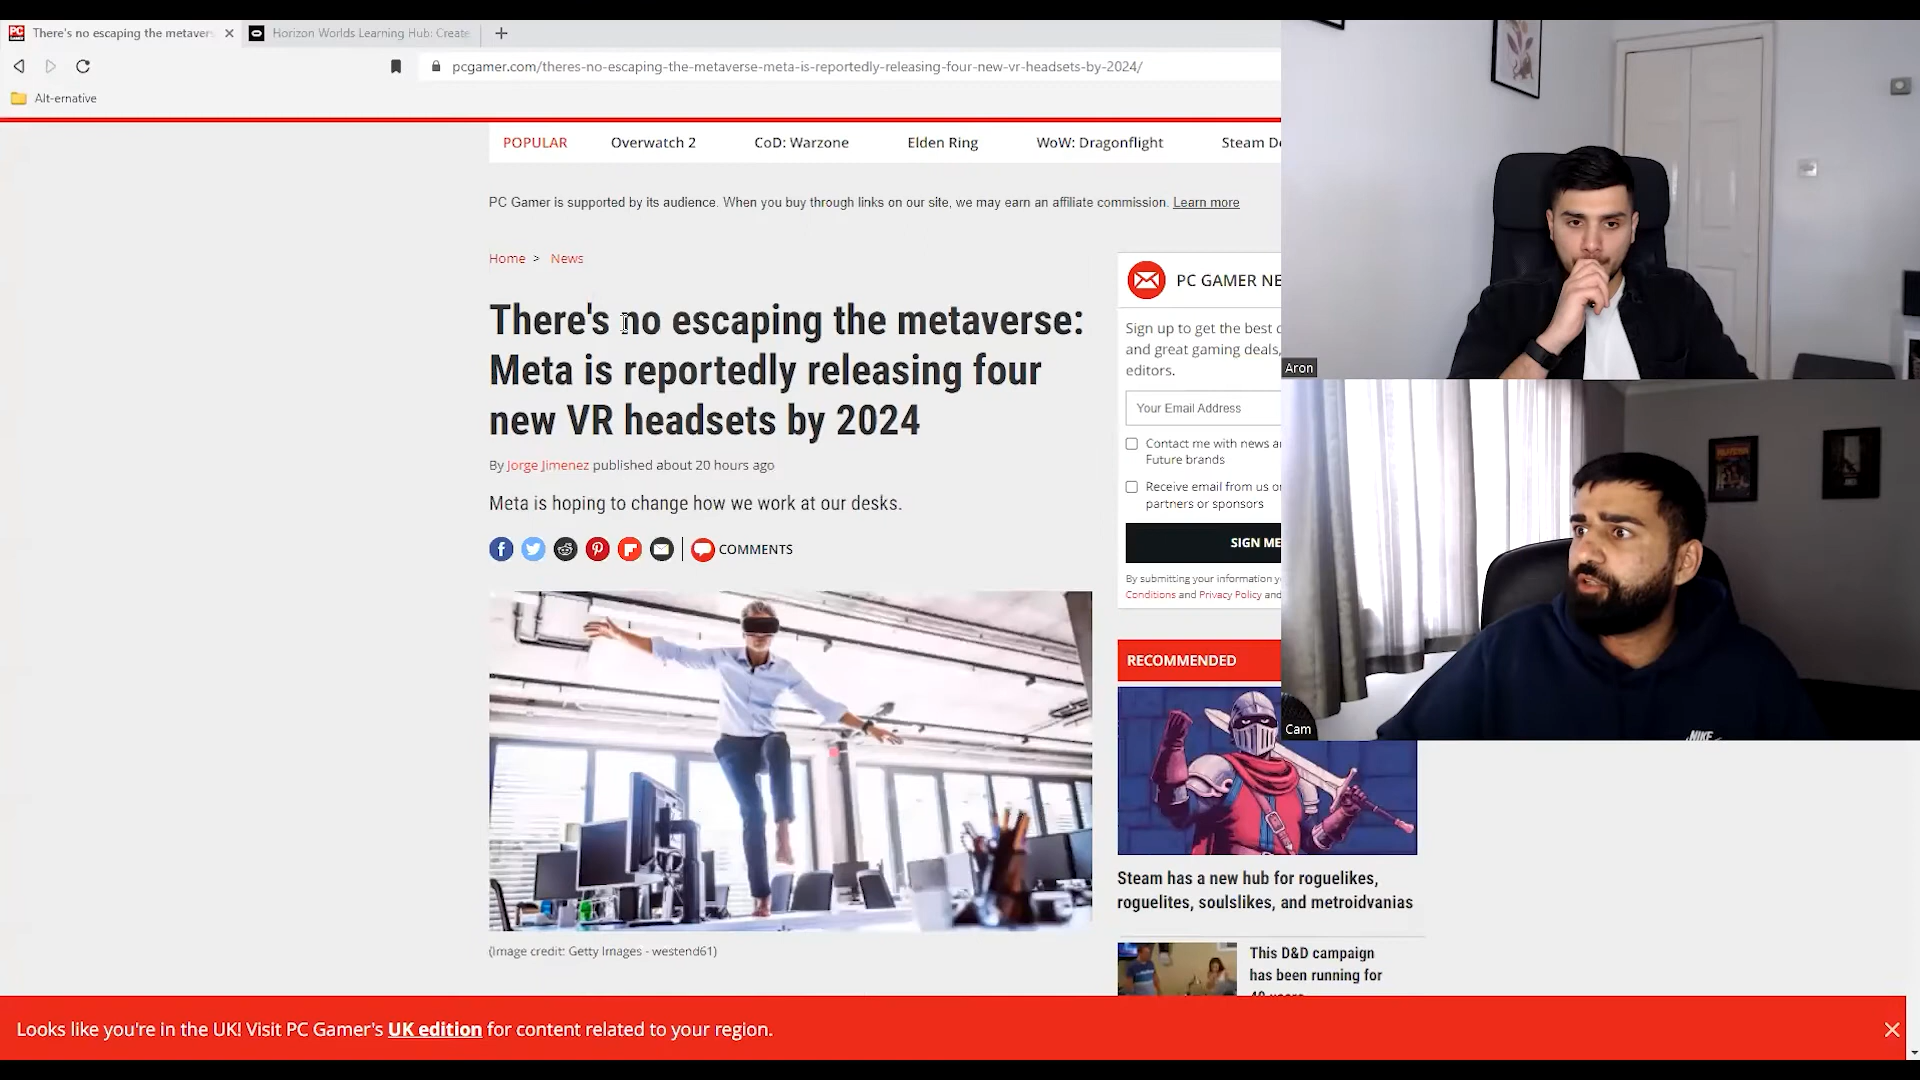 There's no escaping the metaver
Horizon Worlds Learning Hub: Create
pcgamer.com/theres-no-escaping-the-metaverse-meta-is-reportedly-releasing-four-new-vr-headsets-by-2024/
Alt-ernative
POPULAR Overwatch 2 CoD: Warzone Elden Ring WoW: Dragonflight Steam De
PC Gamer is supported by its audience. When you buy through links on our site, we may earn an affiliate commission. Learn more
Home > News
There's no escaping the metaverse:
Meta is reportedly releasing four
new VR headsets by 2024
By Jorge Jimenez published about 20 hours ago
Meta is hoping to change how we work at our desks.
COMMENTS
(Image credit: Getty Images - westend61)
PC GAMER NE
Sign up to get the best
and great gaming deals,
editors.
Your Email Address
Contact me with news
Future brands
Receive email from us
partners or sponsors
SIGN ME
By submitting your information
Conditions and Privacy Policy and
RECOMMENDED
Steam has a new hub for roguelikes,
roguelites, soulslikes, and metroidvanias
This D&D campaign
has been running for
40 years
Aron
Cam
NIKE
Looks like you're in the UK! Visit PC Gamer's UK edition for content related to your region.